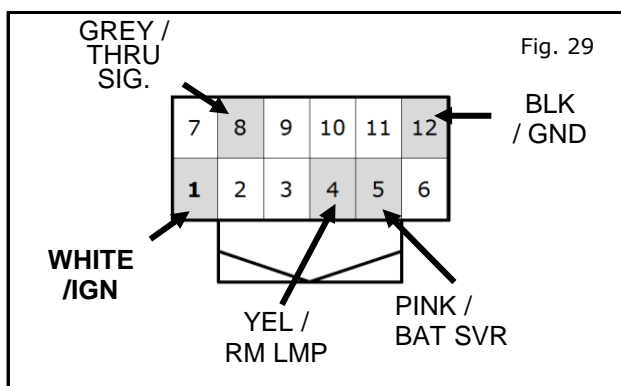 GREY /
THRU
SIG.
Fig. 29
BLK
/ GND
7 8 9 10 11 12
1 2 3 4 5 6
WHITE
/IGN
YEL /
RM LMP
PINK /
BAT SVR